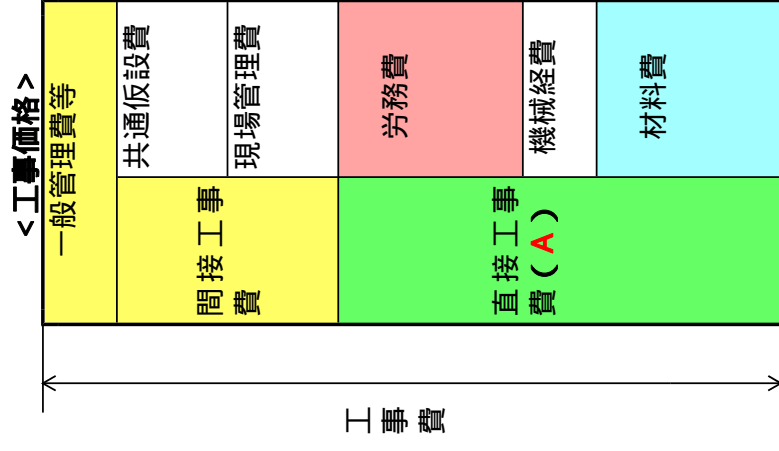 <工事価格>
一般管理費等
共通仮設費
現場管理費
間接工事
費
労務費
機械経費
材料費
直接工事
費(A)
工事費